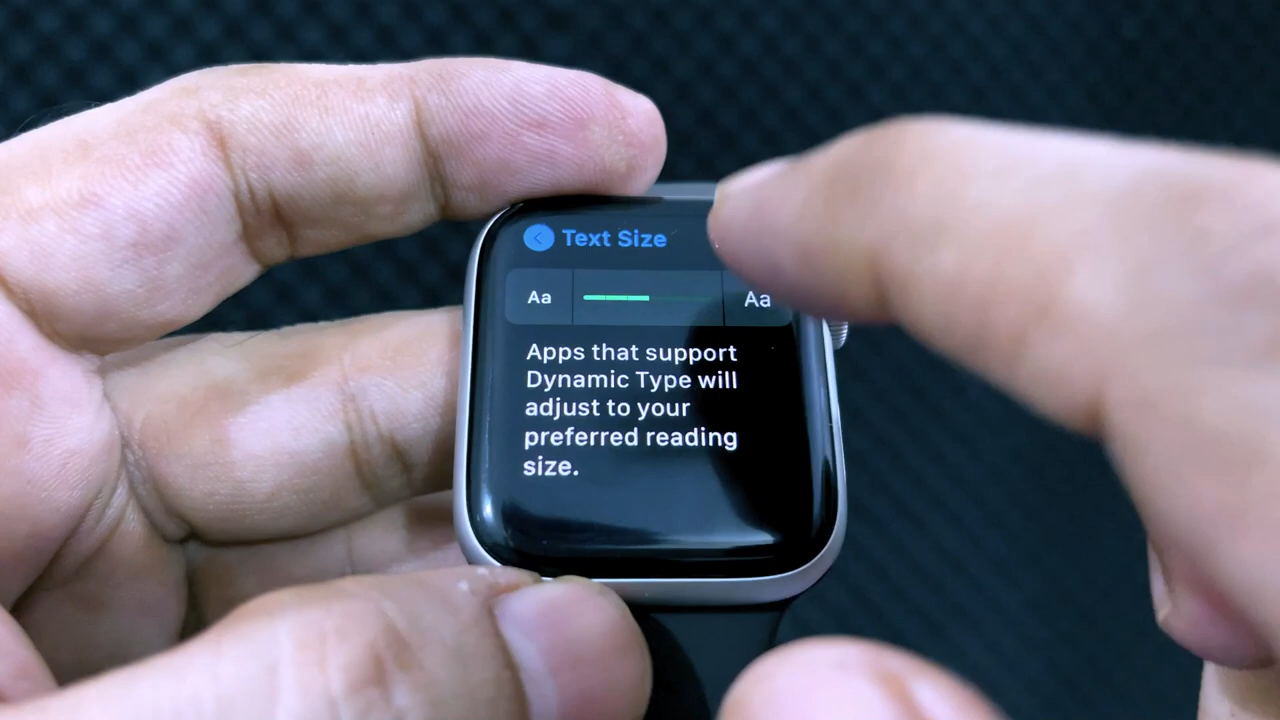 Text Size
Aa Aa
Apps that support
Dynamic Type will
adjust to your
preferred reading
size.